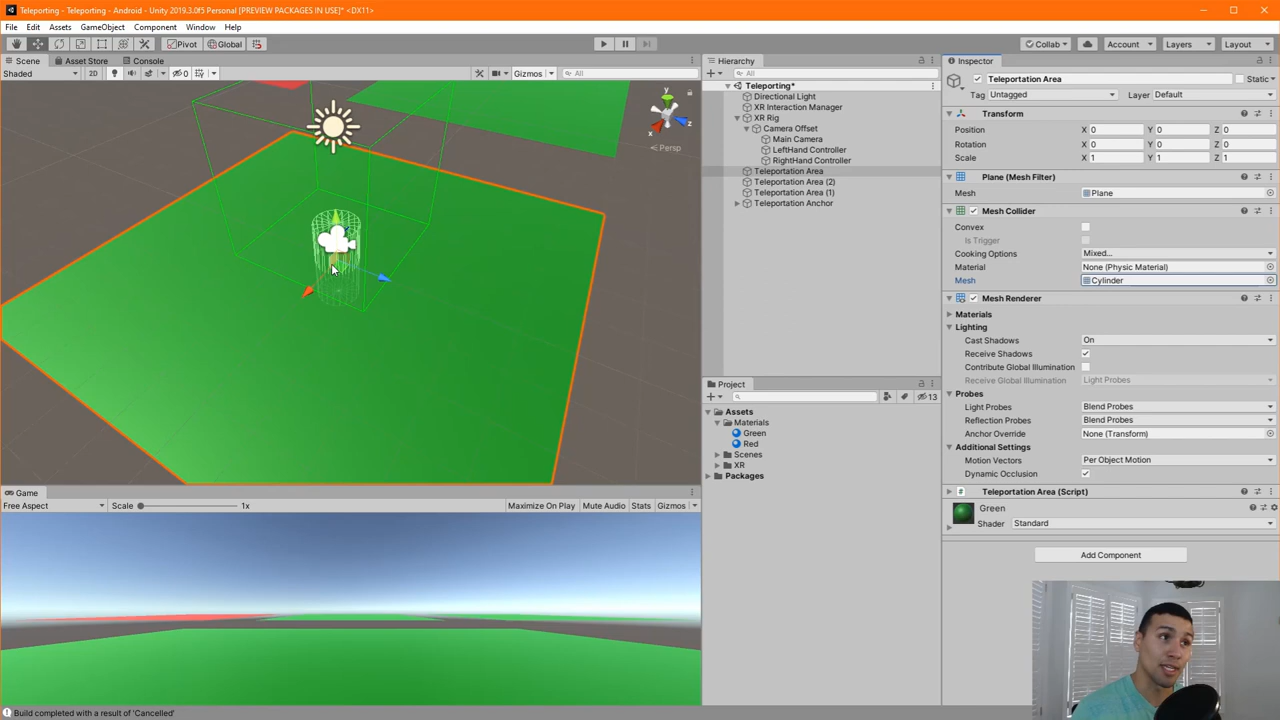 Teleporting - Teleporting - Android - Unity 2019.3.0f5 Personal [PREVIEW PACKAGES IN USE]* <DX11>
File Edit Assets GameObject Component Window Help
Pivot Global Collab Account Layers Layout
Scene Asset Store Console
Shaded 2D 0 Gizmos All
y x z
Persp
Hierarchy
All
Teleporting*
Directional Light
XR Interaction Manager
XR Rig
Camera Offset
Main Camera
LeftHand Controller
RightHand Controller
Teleportation Area
Teleportation Area (2)
Teleportation Area (1)
Teleportation Anchor
Project
13
Assets
Materials
Green
Red
Scenes
XR
Packages
Inspector
Teleportation Area Static
Tag Untagged Layer Default
Transform
Position X 0 Y 0 Z 0
Rotation X 0 Y 0 Z 0
Scale X 1 Y 1 Z 1
Plane (Mesh Filter)
Mesh Plane
Mesh Collider
Convex
Is Trigger
Cooking Options Mixed...
Material None (Physic Material)
Mesh Cylinder
Mesh Renderer
Materials
Lighting
Cast Shadows On
Receive Shadows
Contribute Global Illumination
Receive Global Illumination Light Probes
Probes
Light Probes Blend Probes
Reflection Probes Blend Probes
Anchor Override None (Transform)
Additional Settings
Motion Vectors Per Object Motion
Dynamic Occlusion
Teleportation Area (Script)
Green
Shader Standard
Add Component
Game
Free Aspect Scale 1x Maximize On Play Mute Audio Stats Gizmos
Build completed with a result of 'Cancelled'